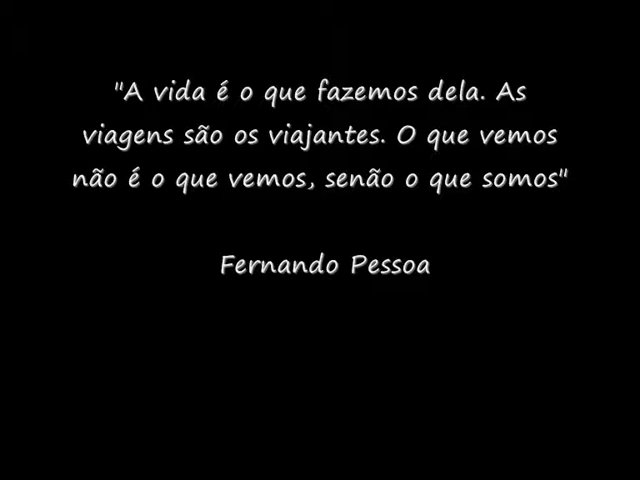 "A vida é o que fazemos dela. As
viagens são os viajantes. O que vemos
não é o que vemos, senão o que somos"
Fernando Pessoa